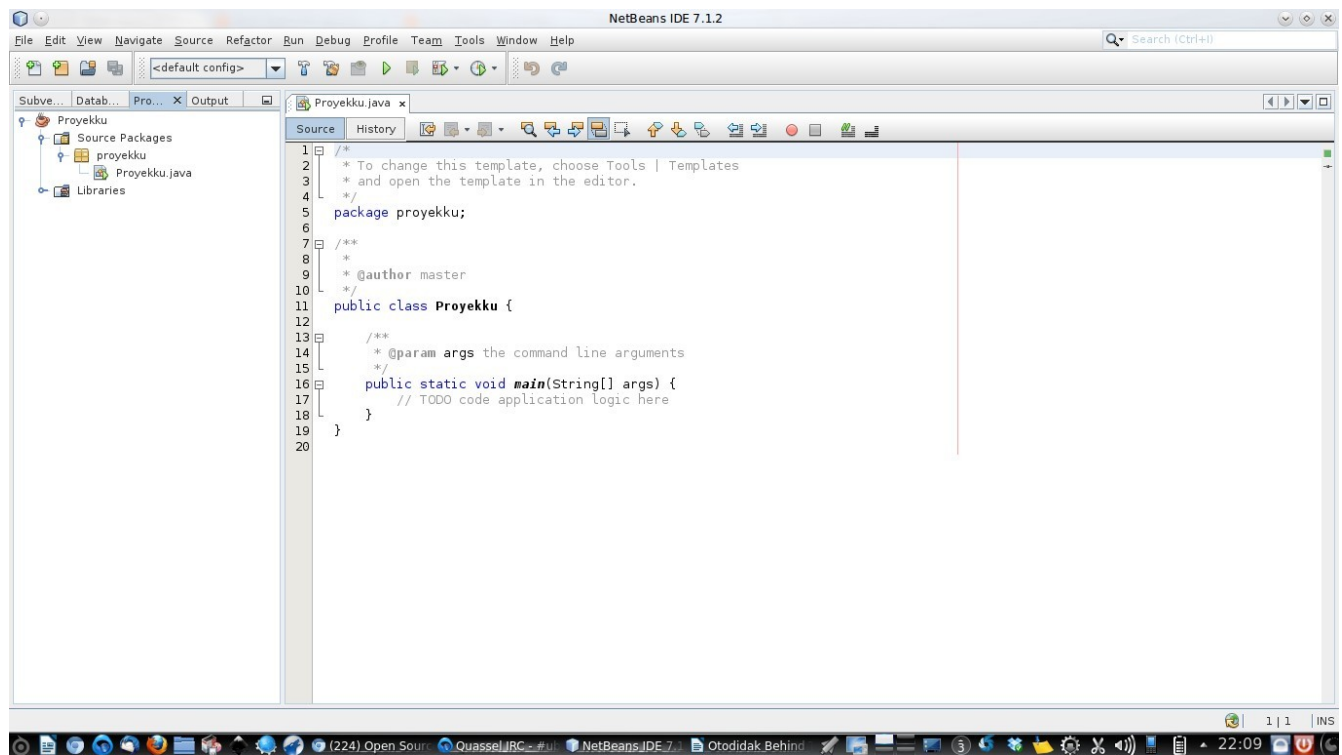 NetBeans IDE 7.1.2
File Edit View Navigate Source Refactor Run Debug Profile Team Tools Window Help
Search (Ctrl+I)
<default config>
Subve... Datab... Pro... X Output
Proyekku.java x
Proyekku
Source Packages
proyekku
Proyekku.java
Libraries
Source History
1 /*
2  * To change this template, choose Tools | Templates
3  * and open the template in the editor.
4  */
5 package proyekku;
6
7 /**
8  *
9  * @author master
10  */
11 public class Proyekku {
12
13     /**
14      * @param args the command line arguments
15      */
16     public static void main(String[] args) {
17         // TODO code application logic here
18     }
19 }
20
1 | 1 INS
(224) Open Sourc Quassel IRC - #u NetBeans IDE 7. Otodidak Behind 3 22:09